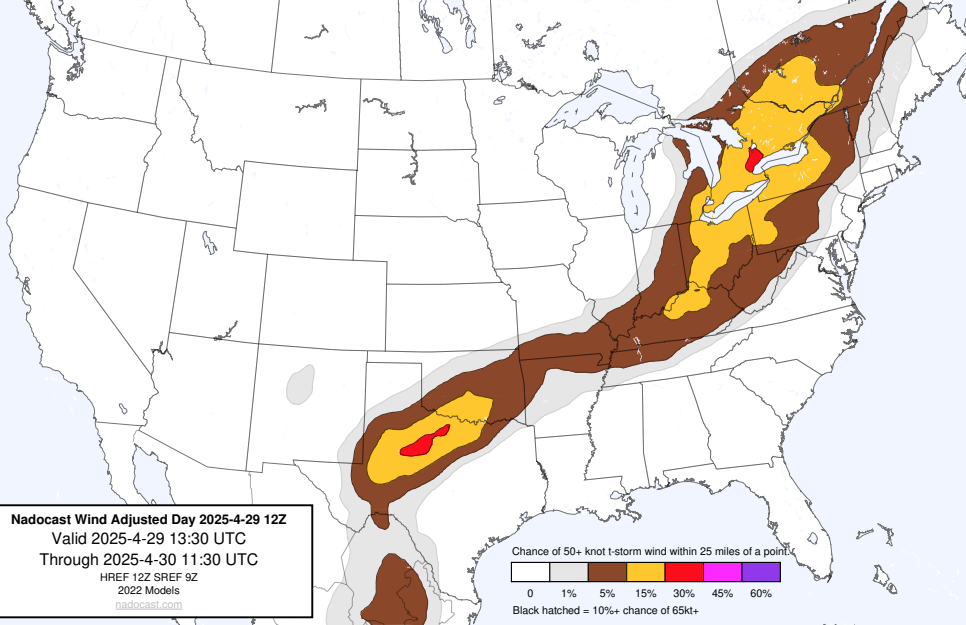 Nadocast Wind Adjusted Day 2025-4-29 12Z
Valid 2025-4-29 13:30 UTC
Through 2025-4-30 11:30 UTC
HREF 12Z SREF 9Z
2022 Models
nadocast.com
Chance of 50+ knot t-storm wind within 25 miles of a point.
0 1% 5% 15% 30% 45% 60%
Black hatched = 10%+ chance of 65kt+